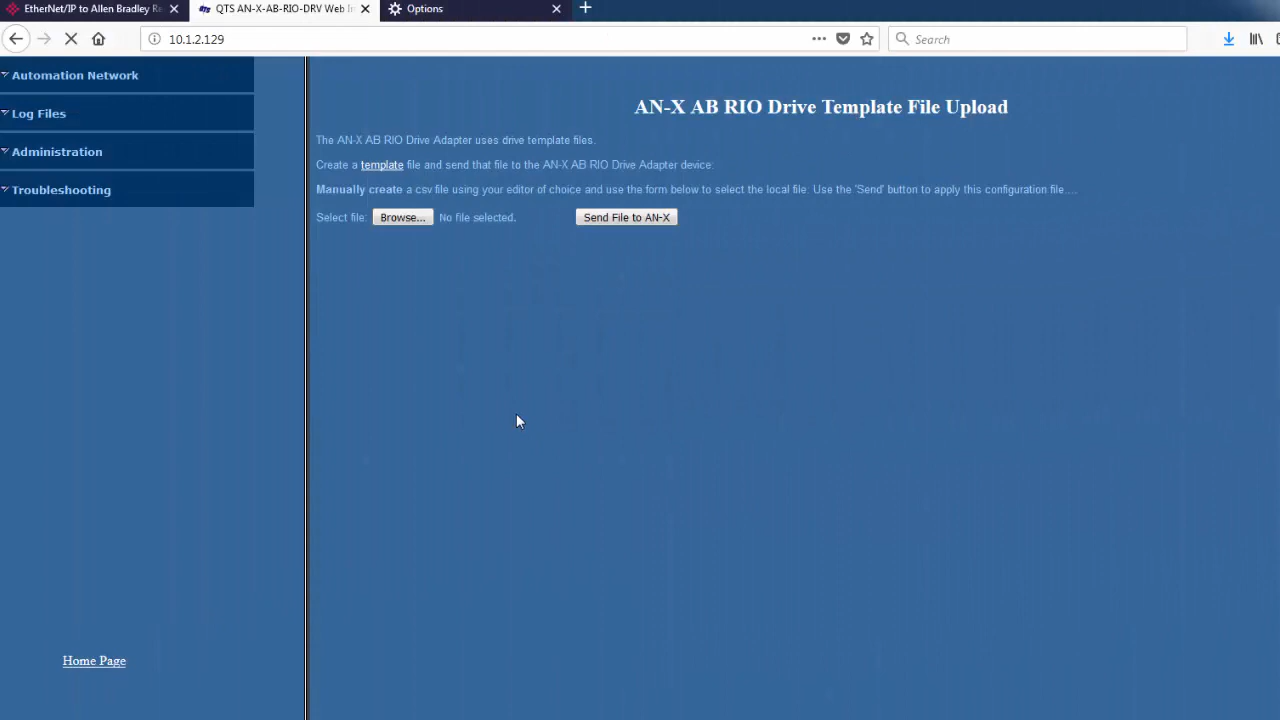 EtherNet/IP to Allen Bradley Re
QTS AN-X-AB-RIO-DRV Web In
Options
10.1.2.129
Search
Automation Network
Log Files
Administration
Troubleshooting
Home Page
AN-X AB RIO Drive Template File Upload
The AN-X AB RIO Drive Adapter uses drive template files.
Create a template file and send that file to the AN-X AB RIO Drive Adapter device:
Manually create a csv file using your editor of choice and use the form below to select the local file: Use the 'Send' button to apply this configuration file....
Select file: Browse... No file selected. Send File to AN-X